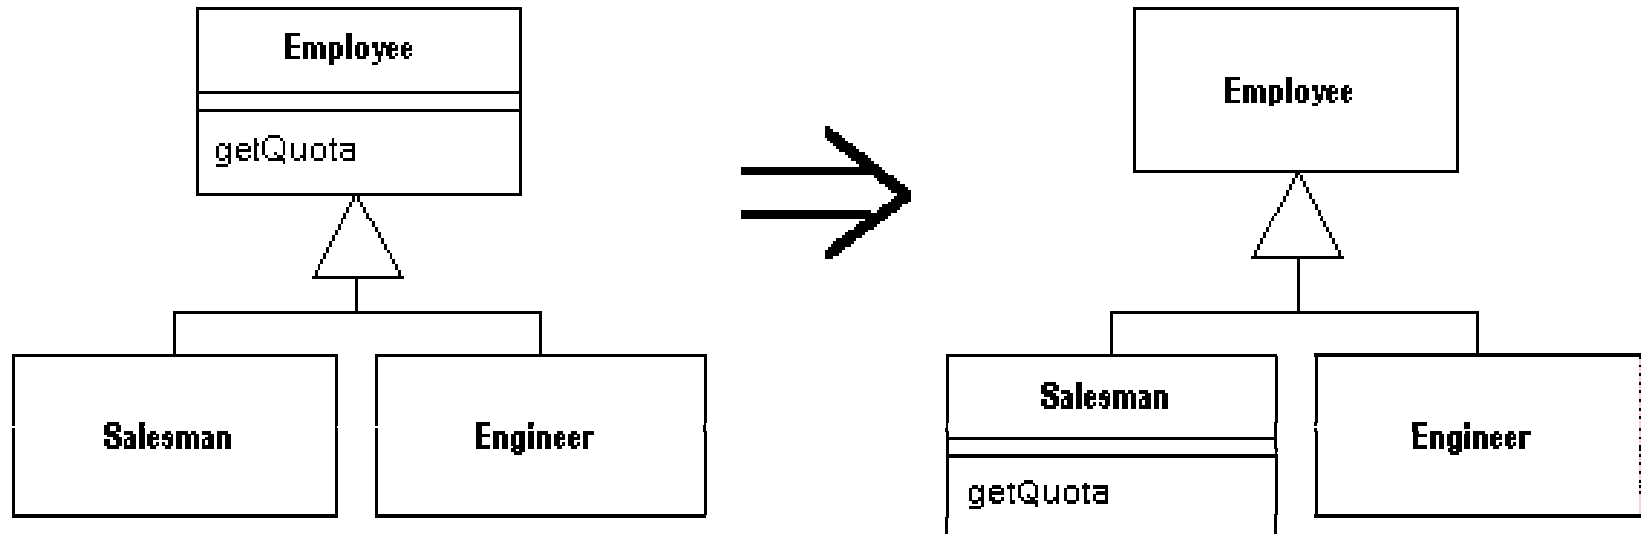 Employee
getQuota
Salesman
Engineer
Employee
Salesman
getQuota
Engineer